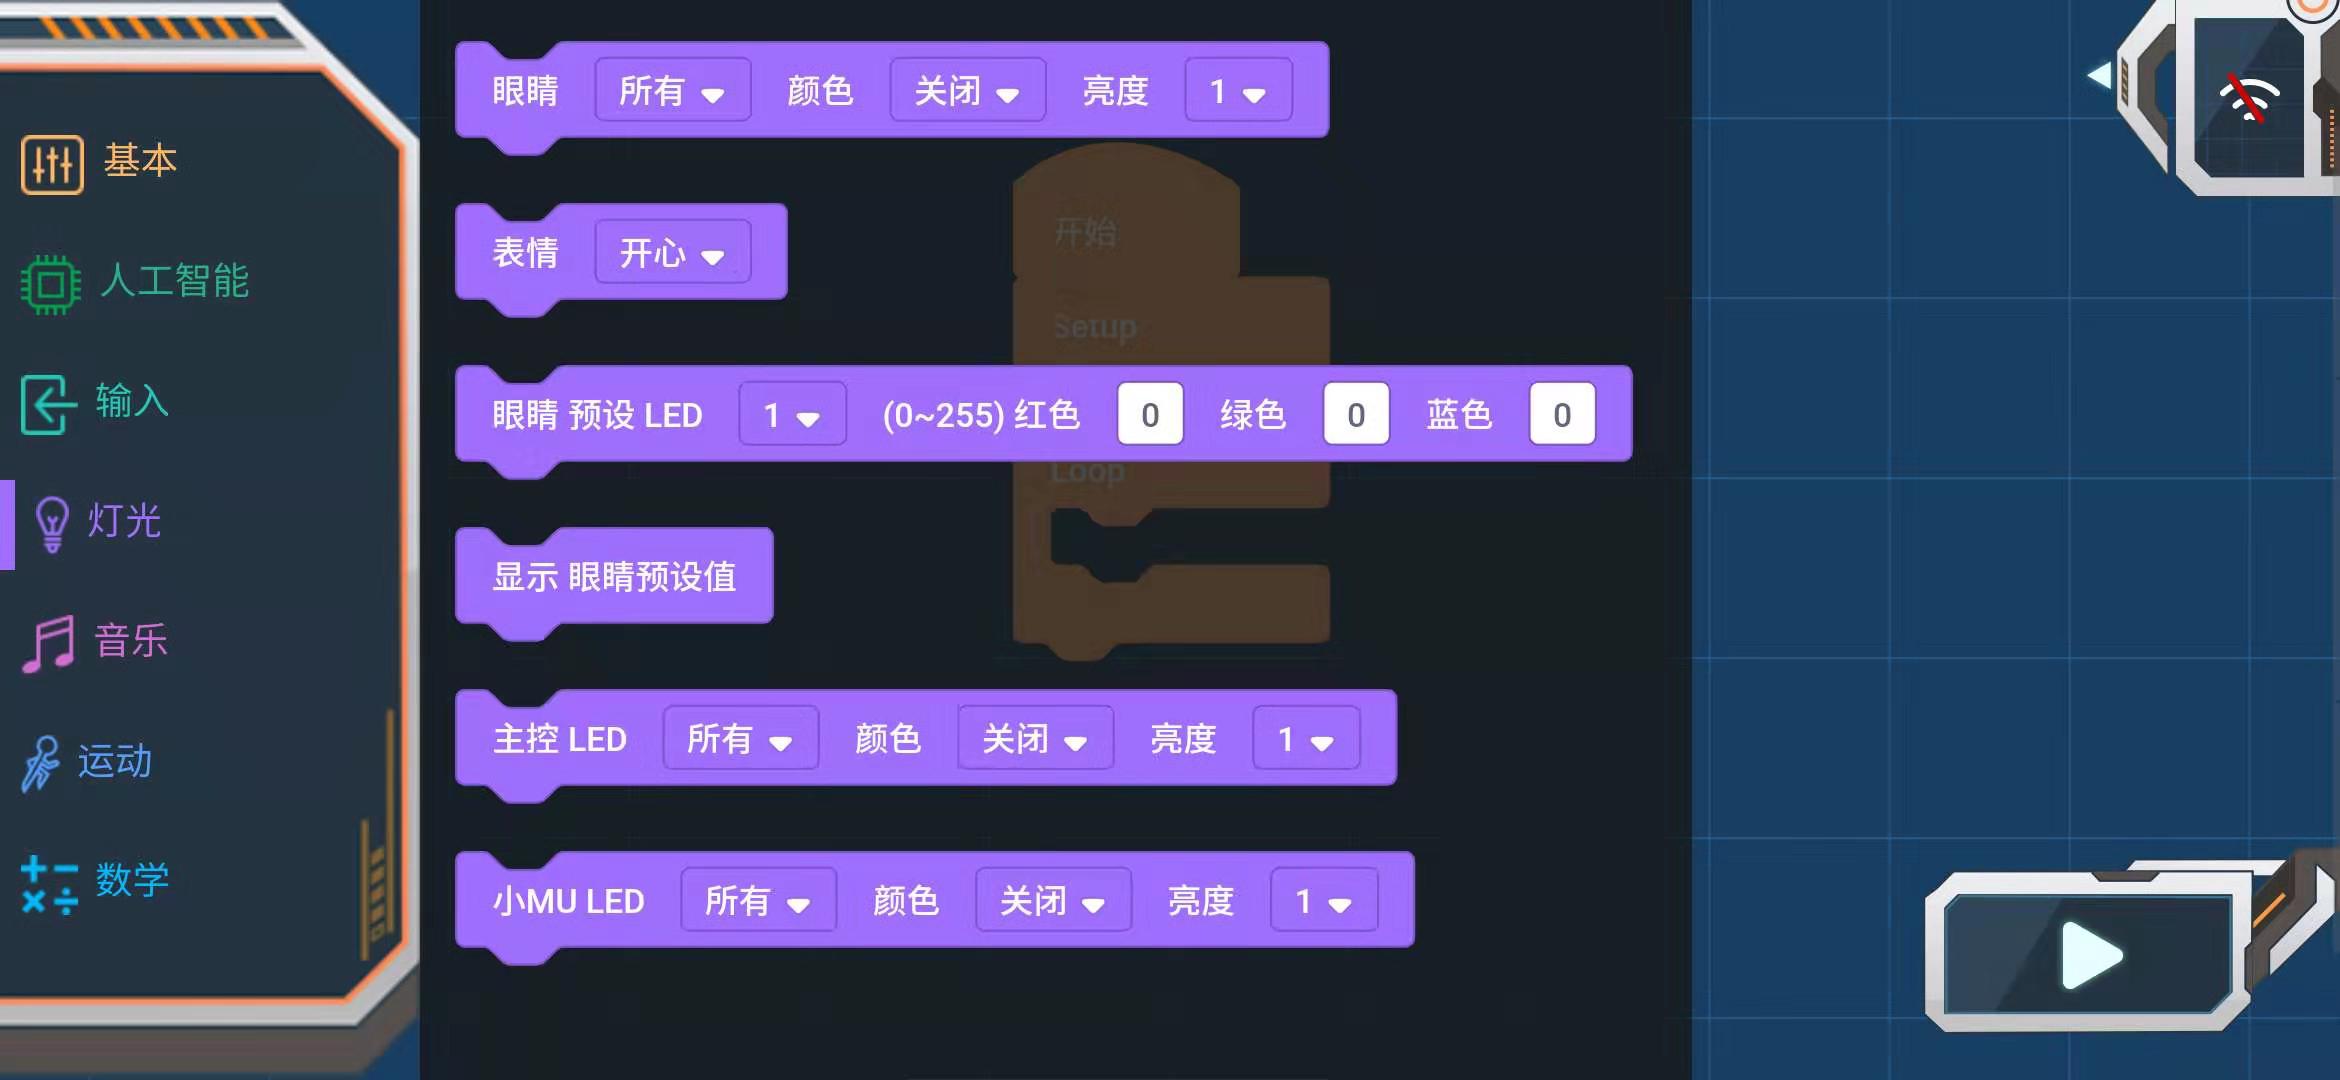 基本
人工智能
输入
灯光
音乐
运动
数学
眼睛 所有 颜色 关闭 亮度 1
开始
表情 开心
Setup
眼睛 预设 LED 1 (0~255) 红色 0 绿色 0 蓝色 0
Loop
显示 眼睛预设值
主控 LED 所有 颜色 关闭 亮度 1
小MU LED 所有 颜色 关闭 亮度 1